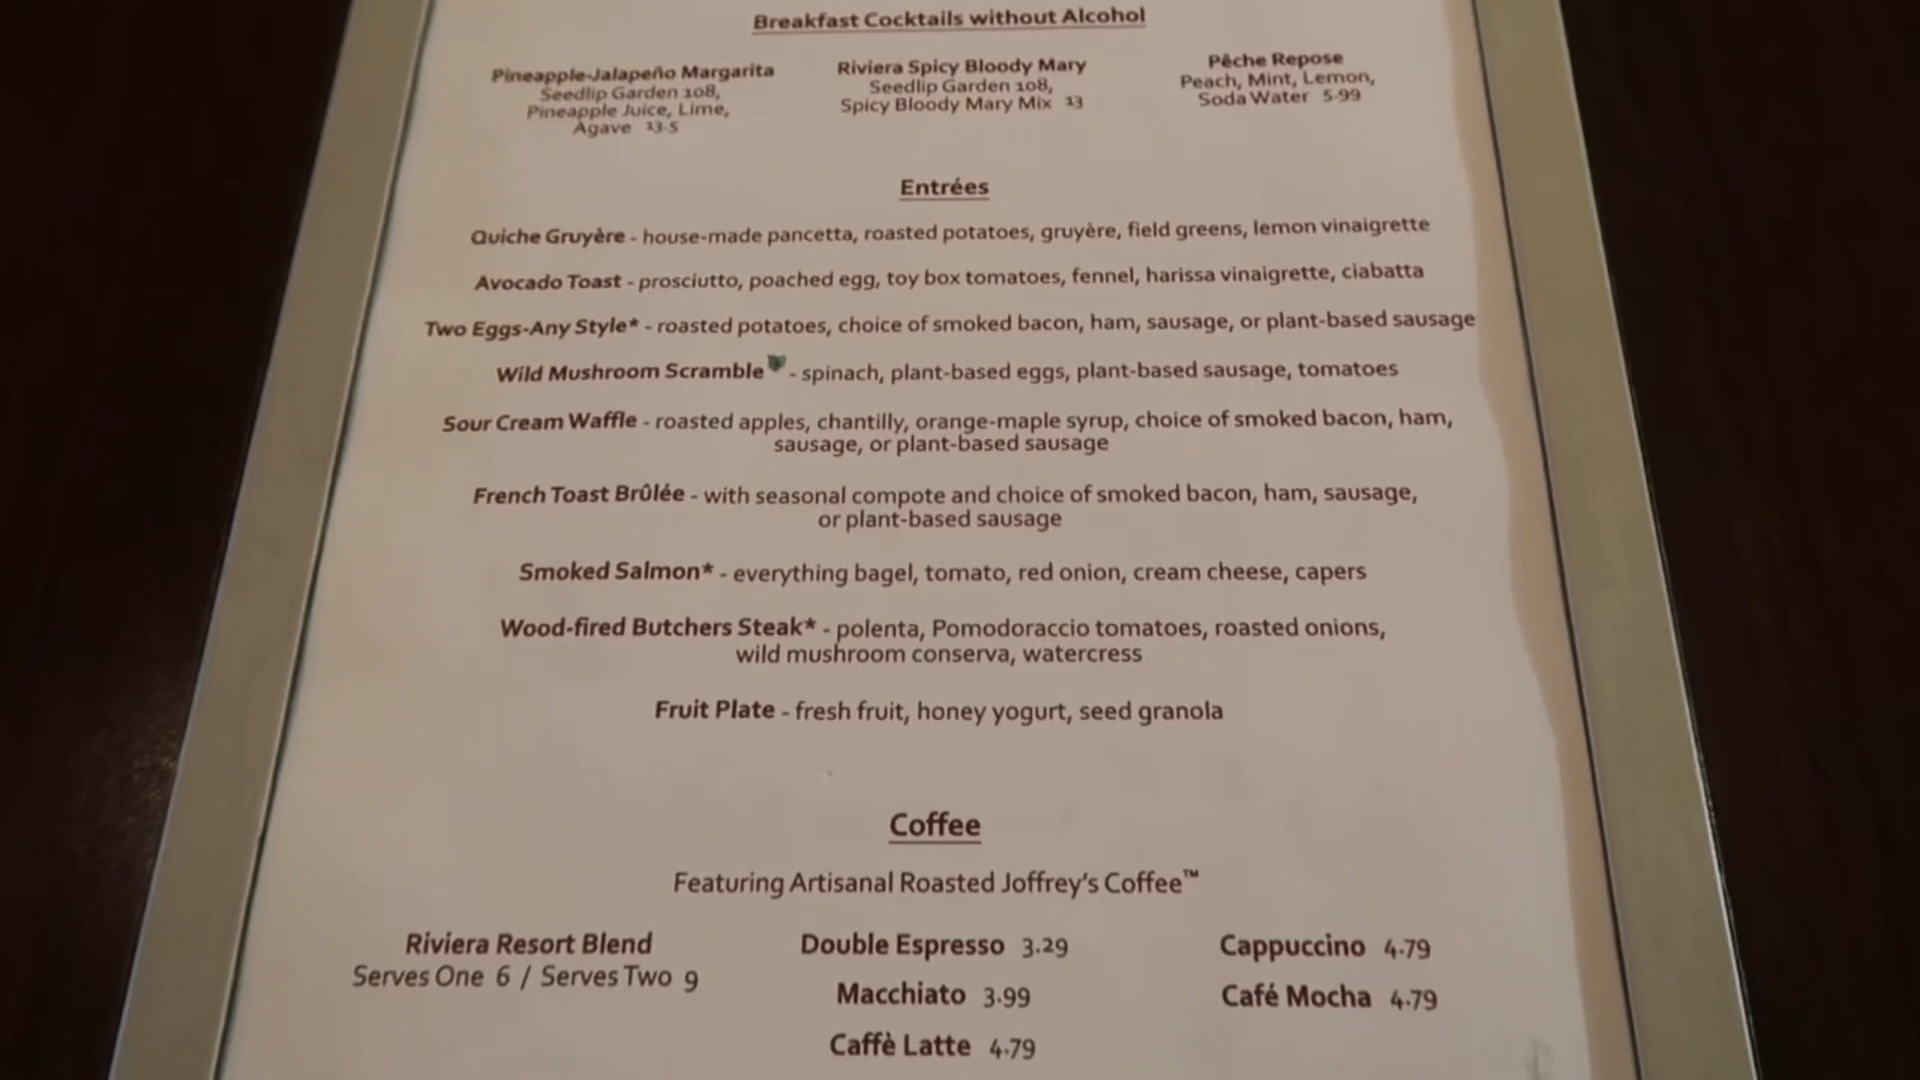 Breakfast Cocktails without Alcohol
Pineapple-Jalapeño Margarita
Seedlip Garden 108,
Pineapple Juice, Lime,
Agave 13.5
Riviera Spicy Bloody Mary
Seedlip Garden 108,
Spicy Bloody Mary Mix 13
Pêche Repose
Peach, Mint, Lemon,
Soda Water 5.99
Entrées
Quiche Gruyère - house-made pancetta, roasted potatoes, gruyère, field greens, lemon vinaigrette
Avocado Toast - prosciutto, poached egg, toy box tomatoes, fennel, harissa vinaigrette, ciabatta
Two Eggs-Any Style* - roasted potatoes, choice of smoked bacon, ham, sausage, or plant-based sausage
Wild Mushroom Scramble - spinach, plant-based eggs, plant-based sausage, tomatoes
Sour Cream Waffle - roasted apples, chantilly, orange-maple syrup, choice of smoked bacon, ham,
sausage, or plant-based sausage
French Toast Brûlée - with seasonal compote and choice of smoked bacon, ham, sausage,
or plant-based sausage
Smoked Salmon* - everything bagel, tomato, red onion, cream cheese, capers
Wood-fired Butchers Steak* - polenta, Pomodoraccio tomatoes, roasted onions,
wild mushroom conserva, watercress
Fruit Plate - fresh fruit, honey yogurt, seed granola
Coffee
Featuring Artisanal Roasted Joffrey's Coffee™
Riviera Resort Blend
Serves One 6 / Serves Two 9
Double Espresso 3.29
Macchiato 3.99
Caffè Latte 4.79
Cappuccino 4.79
Café Mocha 4.79